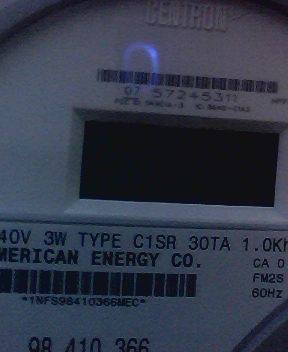 CENTRON
07 57245311
40V 3W TYPE C1SR 30TA 1.0Kh
MERICAN ENERGY CO.
CA 0
FM2S
60Hz
*1NFS98410366MEC*
98 410 366